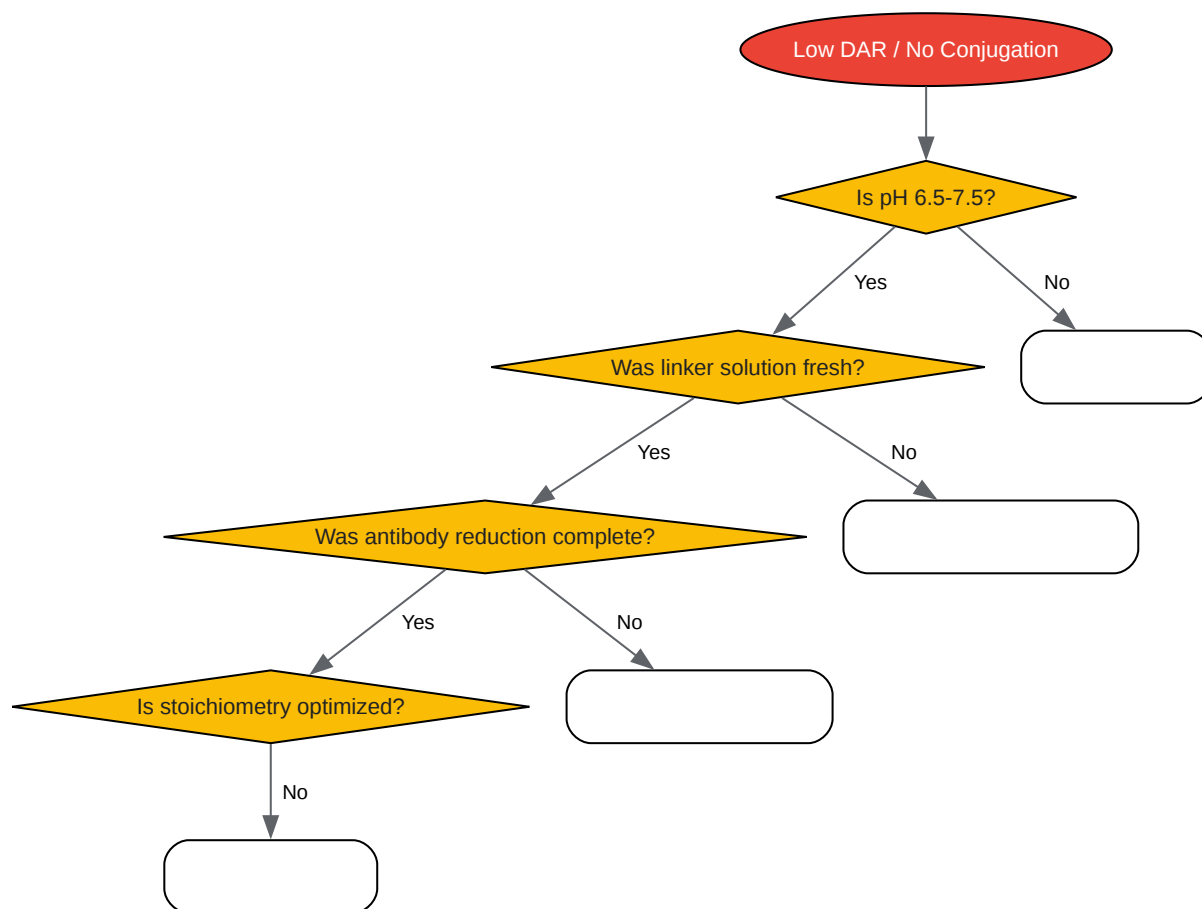 Low DAR / No Conjugation
Is pH 6.5-7.5?
Yes
No
Was linker solution fresh?
Yes
No
Was antibody reduction complete?
Yes
No
Is stoichiometry optimized?
No